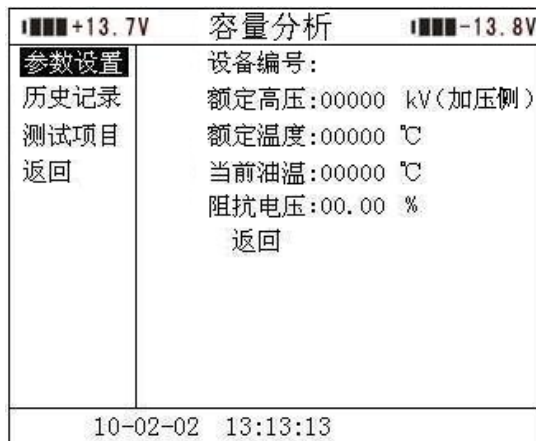 +13.7V 容量分析 -13.8V
参数设置
历史记录
测试项目
返回
设备编号:
额定高压:00000 kV(加压侧)
额定温度:00000 ℃
当前油温:00000 ℃
阻抗电压:00.00 %
返回
10-02-02 13:13:13